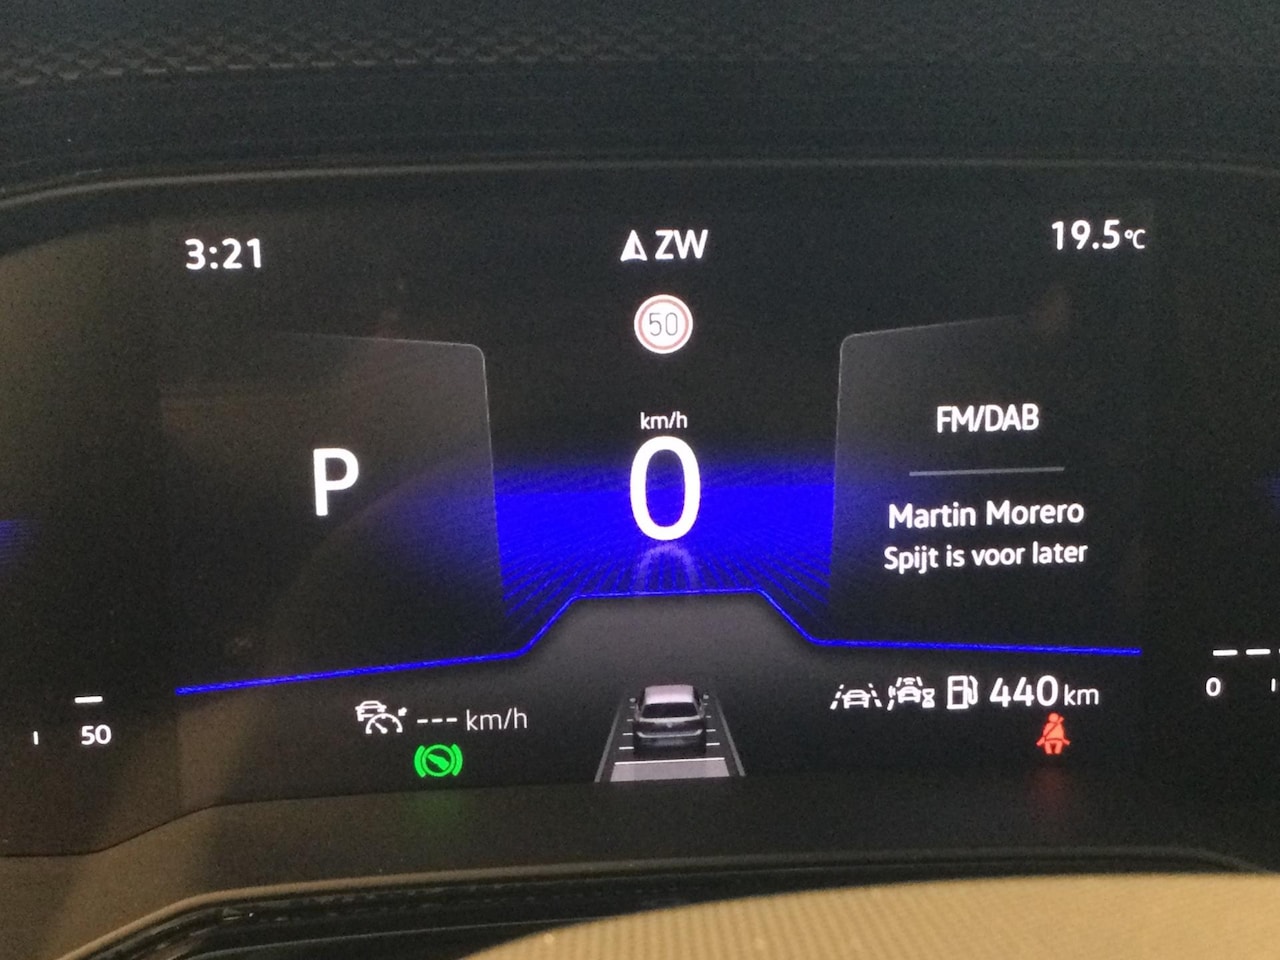 3:21
ZW
19.5°C
50
km/h
0
P
FM/DAB
Martin Morero
Spijt is voor later
50
--- km/h
440 km
0